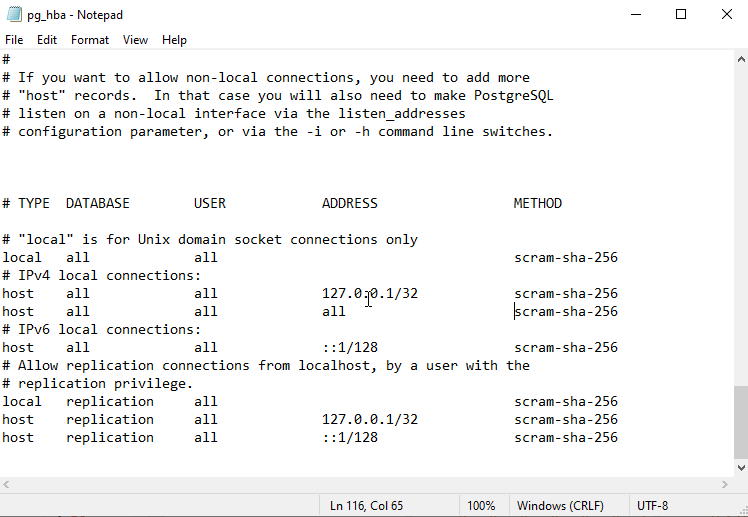 pg_hba - Notepad
File Edit Format View Help
#
# If you want to allow non-local connections, you need to add more
# "host" records.  In that case you will also need to make PostgreSQL
# listen on a non-local interface via the listen_addresses
# configuration parameter, or via the -i or -h command line switches.
# TYPE  DATABASE        USER            ADDRESS                 METHOD
# "local" is for Unix domain socket connections only
local   all             all                                     scram-sha-256
# IPv4 local connections:
host    all             all             127.0.0.1/32            scram-sha-256
host    all             all             all                     scram-sha-256
# IPv6 local connections:
host    all             all             ::1/128                 scram-sha-256
# Allow replication connections from localhost, by a user with the
# replication privilege.
local   replication     all                                     scram-sha-256
host    replication     all             127.0.0.1/32            scram-sha-256
host    replication     all             ::1/128                 scram-sha-256
Ln 116, Col 65 100% Windows (CRLF) UTF-8